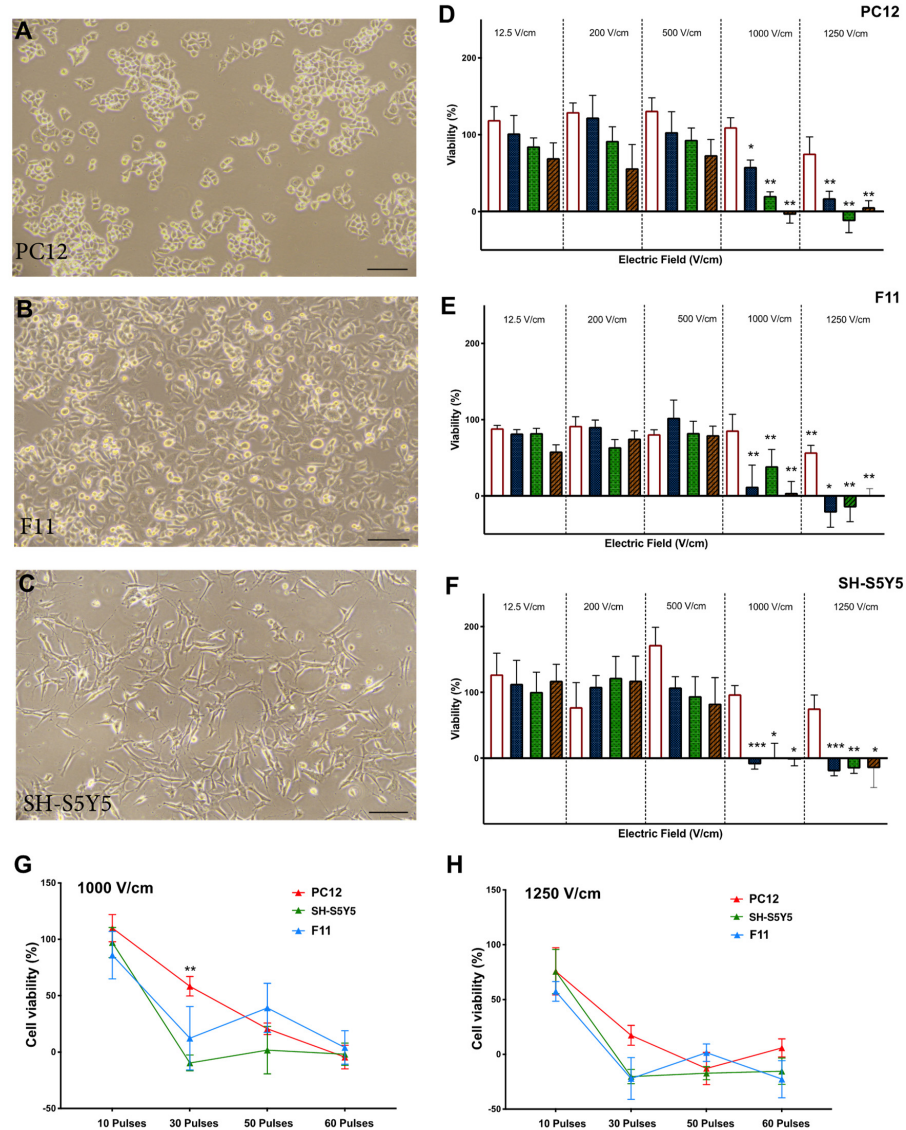 A
PC12
B
F11
C
SH-S5Y5
D
PC12
12.5 V/cm 200 V/cm 500 V/cm 1000 V/cm 1250 V/cm
Viability (%)
200
100
0
* ** ** ** ** **
Electric Field (V/cm)
E
F11
12.5 V/cm 200 V/cm 500 V/cm 1000 V/cm 1250 V/cm
Viability (%)
200
100
0
** ** ** ** * ** **
Electric Field (V/cm)
F
SH-S5Y5
12.5 V/cm 200 V/cm 500 V/cm 1000 V/cm 1250 V/cm
Viability (%)
200
100
0
*** * * *** ** *
Electric Field (V/cm)
G
1000 V/cm
PC12
SH-S5Y5
F11
Cell viability (%)
150
100
50
0
-50
**
10 Pulses 30 Pulses 50 Pulses 60 Pulses
H
1250 V/cm
PC12
SH-S5Y5
F11
Cell viability (%)
150
100
50
0
-50
10 Pulses 30 Pulses 50 Pulses 60 Pulses